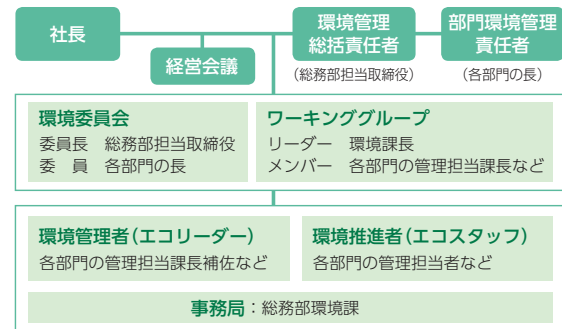 社長
環境管理
総括責任者
部門環境管理
責任者
経営会議
(総務部担当取締役)
(各部門の長)
環境委員会
委員長　総務部担当取締役
委　員　各部門の長
ワーキンググループ
リーダー　環境課長
メンバー　各部門の管理担当課長など
環境管理者(エコリーダー)
各部門の管理担当課長補佐など
環境推進者(エコスタッフ)
各部門の管理担当者など
事務局：総務部環境課